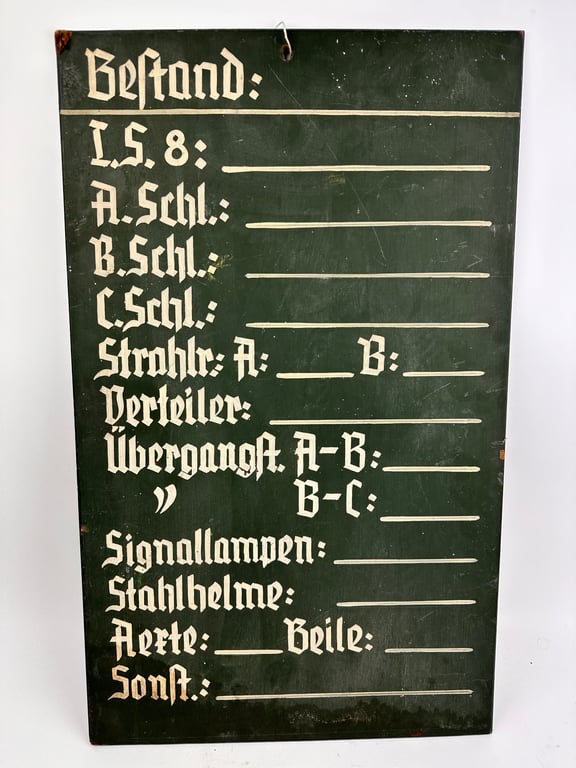 Beſtand:
L.S. 8:
A. Schl.:
B. Schl.:
C. Schl.:
Strahlr: A: B:
Verteiler:
Übergangſt. A-B:
" B-C:
Signallampen:
Stahlhelme:
Aexte: Beile:
Sonſt.: